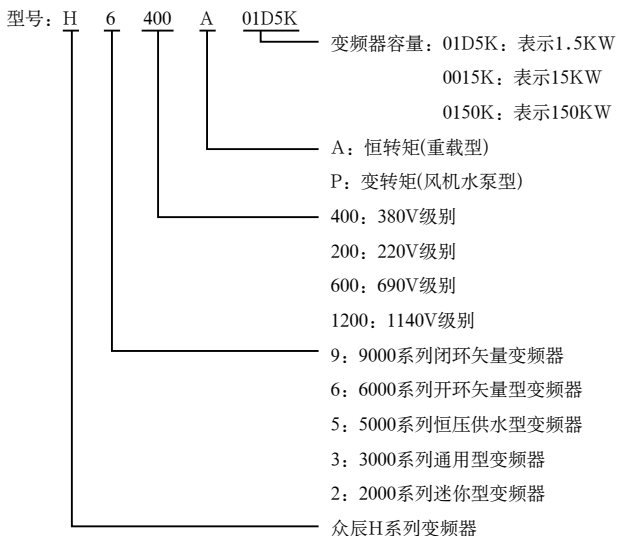 型号：H 6 400 A 01D5K
变频器容量：01D5K：表示1.5KW
0015K：表示15KW
0150K：表示150KW
A：恒转矩(重载型)
P：变转矩(风机水泵型)
400：380V级别
200：220V级别
600：690V级别
1200：1140V级别
9：9000系列闭环矢量变频器
6：6000系列开环矢量型变频器
5：5000系列恒压供水型变频器
3：3000系列通用型变频器
2：2000系列迷你型变频器
众辰H系列变频器